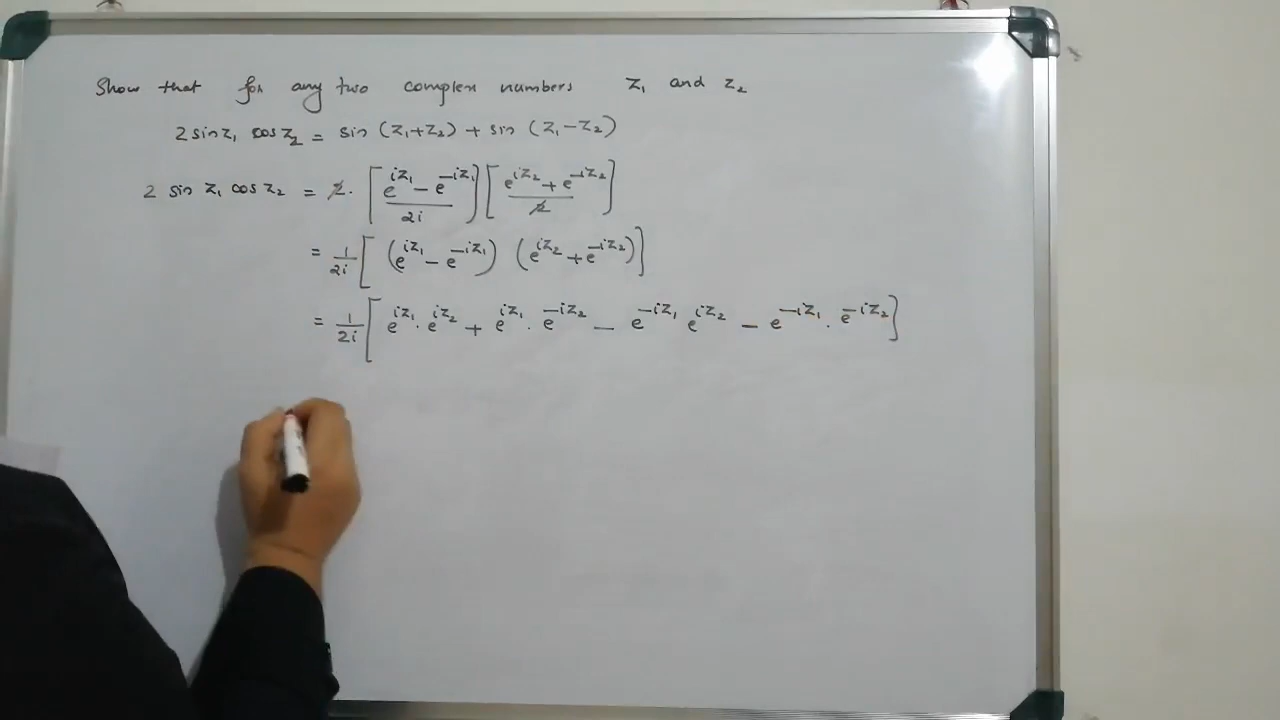 Show that for any two complex numbers z₁ and z₂
2 sin z₁ cos z₂ = sin (z₁+z₂) + sin (z₁−z₂)
2 sin z₁ cos z₂ = 2. [(e^{iz₁} − e^{−iz₁})/2i] [(e^{iz₂} + e^{−iz₂})/2]
= 1/2i [(e^{iz₁} − e^{−iz₁}) (e^{iz₂} + e^{−iz₂})]
= 1/2i [e^{iz₁}. e^{iz₂} + e^{iz₁}. e^{−iz₂} − e^{−iz₁} e^{iz₂} − e^{−iz₁}. e^{−iz₂}]